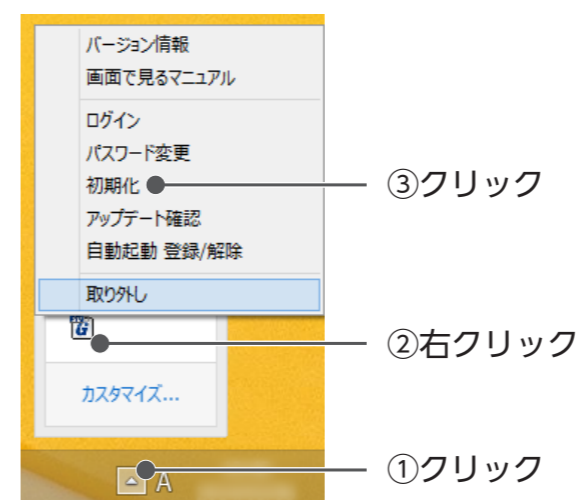 バージョン情報
画面で見るマニュアル
ログイン
パスワード変更
初期化
③クリック
アップデート確認
自動起動 登録/解除
取り外し
G
②右クリック
カスタマイズ...
①クリック
A